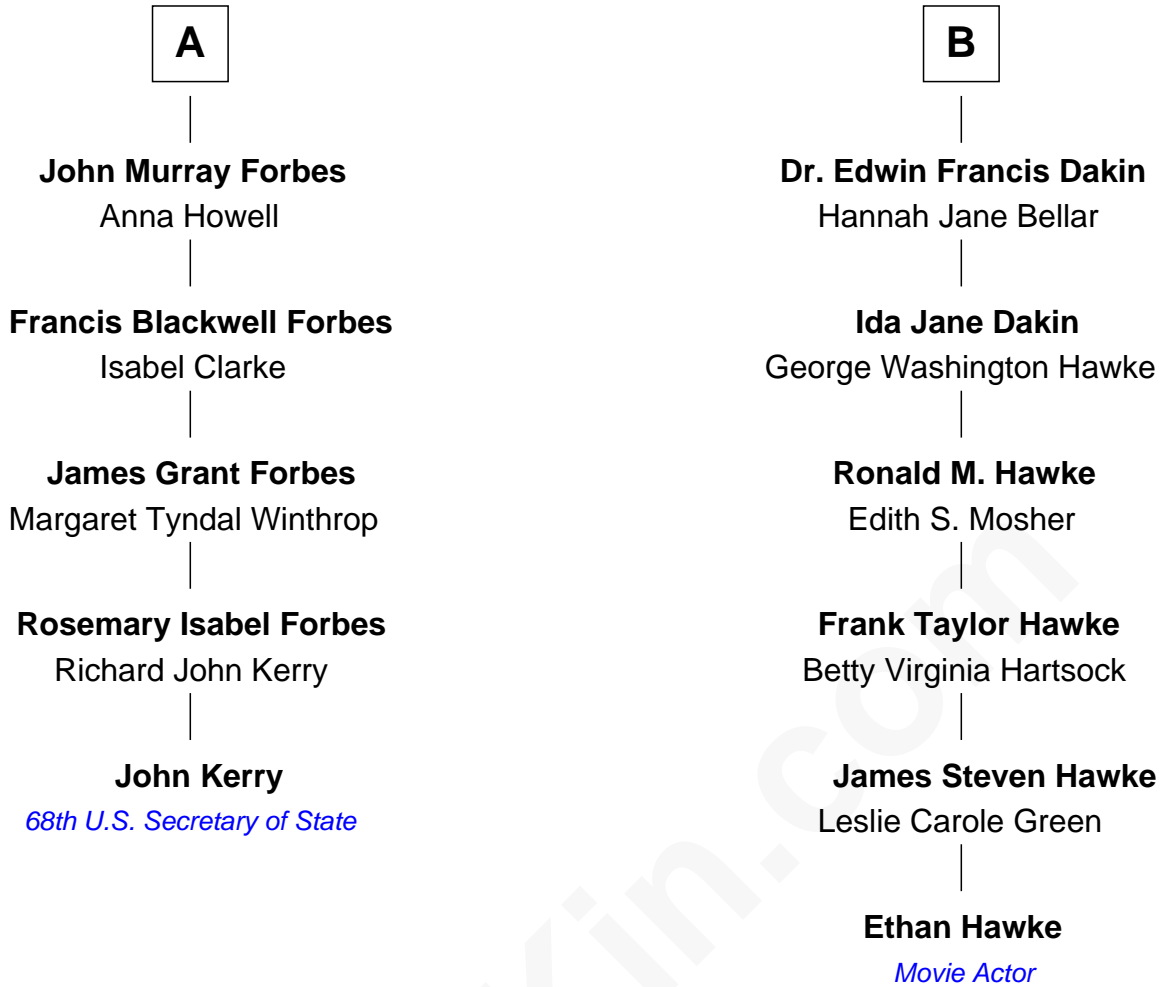 A
John Murray Forbes
Anna Howell
Francis Blackwell Forbes
Isabel Clarke
James Grant Forbes
Margaret Tyndal Winthrop
Rosemary Isabel Forbes
Richard John Kerry
John Kerry
68th U.S. Secretary of State
B
Dr. Edwin Francis Dakin
Hannah Jane Bellar
Ida Jane Dakin
George Washington Hawke
Ronald M. Hawke
Edith S. Mosher
Frank Taylor Hawke
Betty Virginia Hartsock
James Steven Hawke
Leslie Carole Green
Ethan Hawke
Movie Actor